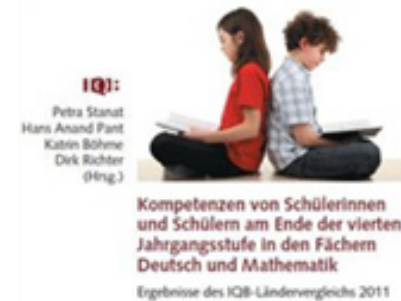 IQB
Petra Stanat
Hans Anand Pant
Katrin Böhme
Dirk Richter
(Hrsg.)
Kompetenzen von Schülerinnen
und Schülern am Ende der vierten
Jahrgangsstufe in den Fächern
Deutsch und Mathematik
Ergebnisse des IQB-Ländervergleichs 2011